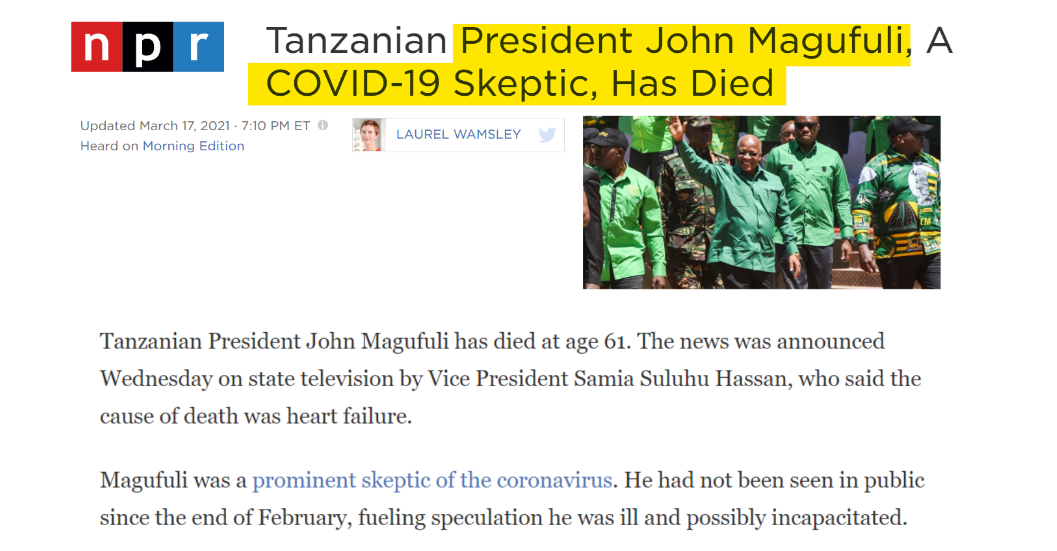 npr
Tanzanian President John Magufuli, A
COVID-19 Skeptic, Has Died
Updated March 17, 2021 · 7:10 PM ET
Heard on Morning Edition
LAUREL WAMSLEY
Tanzanian President John Magufuli has died at age 61. The news was announced
Wednesday on state television by Vice President Samia Suluhu Hassan, who said the
cause of death was heart failure.
Magufuli was a prominent skeptic of the coronavirus. He had not been seen in public
since the end of February, fueling speculation he was ill and possibly incapacitated.